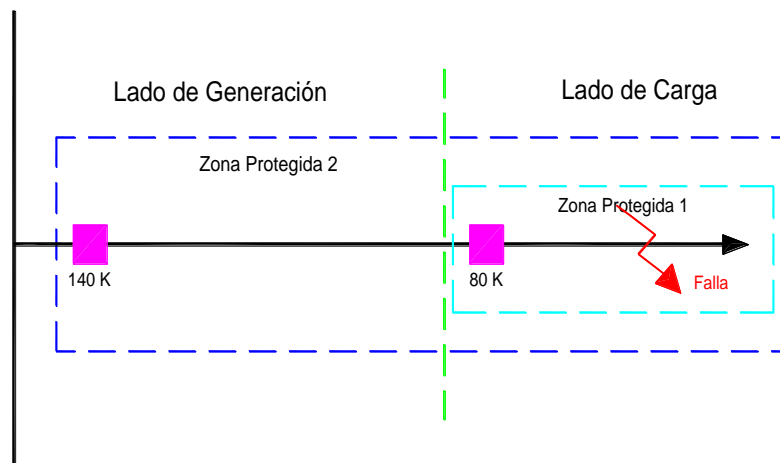 Lado de Generación
Lado de Carga
Zona Protegida 2
Zona Protegida 1
140 K
80 K
Falla